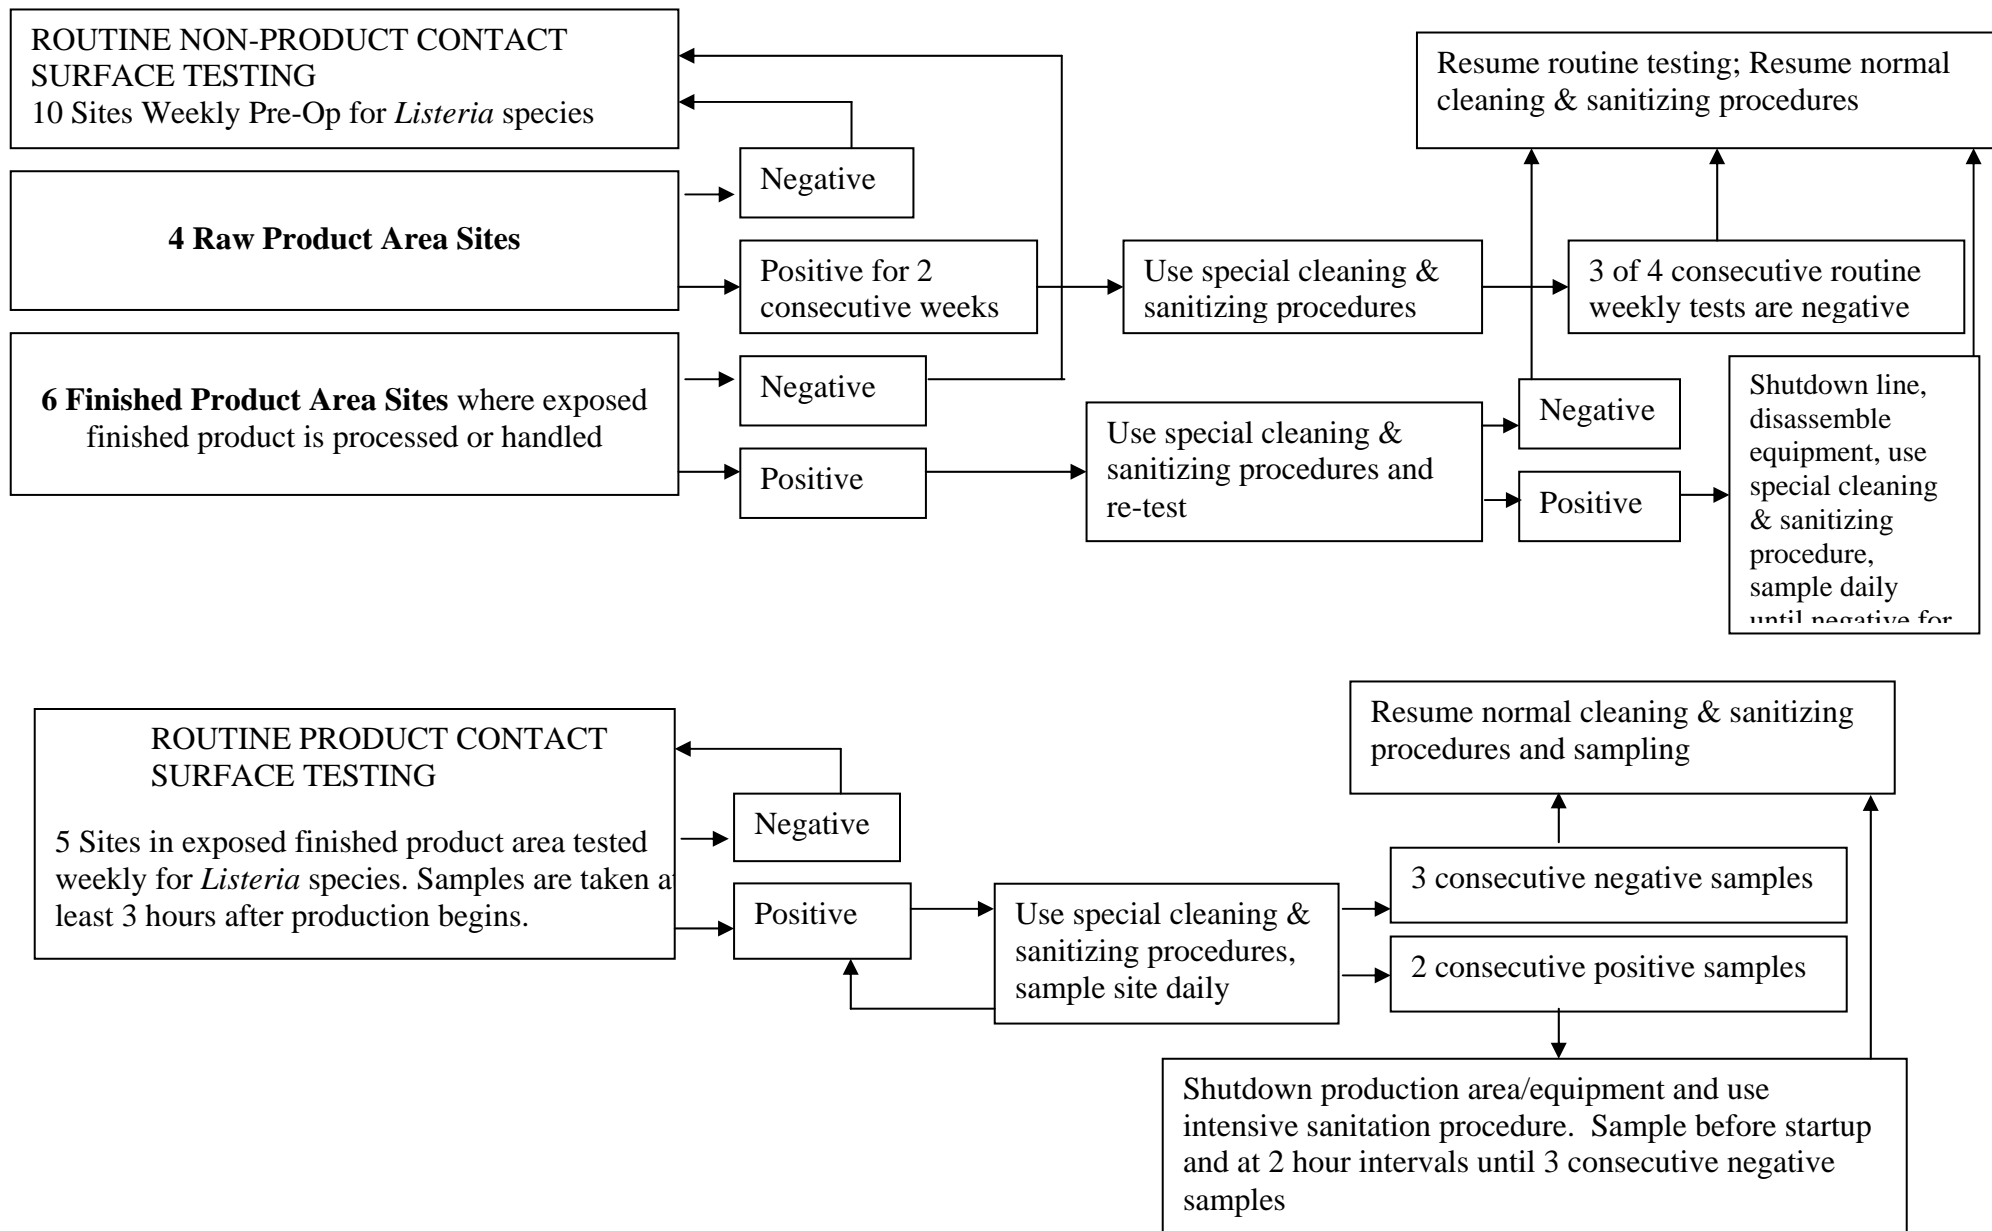 ROUTINE NON-PRODUCT CONTACT
SURFACE TESTING
10 Sites Weekly Pre-Op for Listeria species
Negative
4 Raw Product Area Sites
Positive for 2
consecutive weeks
Use special cleaning &
sanitizing procedures
3 of 4 consecutive routine
weekly tests are negative
Resume routine testing; Resume normal
cleaning & sanitizing procedures
6 Finished Product Area Sites where exposed
finished product is processed or handled
Negative
Positive
Use special cleaning &
sanitizing procedures and
re-test
Negative
Positive
Shutdown line,
disassemble
equipment, use
special cleaning
& sanitizing
procedure,
sample daily
until negative for
ROUTINE PRODUCT CONTACT
SURFACE TESTING
5 Sites in exposed finished product area tested
weekly for Listeria species. Samples are taken at
least 3 hours after production begins.
Negative
Positive
Use special cleaning &
sanitizing procedures,
sample site daily
Resume normal cleaning & sanitizing
procedures and sampling
3 consecutive negative samples
2 consecutive positive samples
Shutdown production area/equipment and use
intensive sanitation procedure. Sample before startup
and at 2 hour intervals until 3 consecutive negative
samples